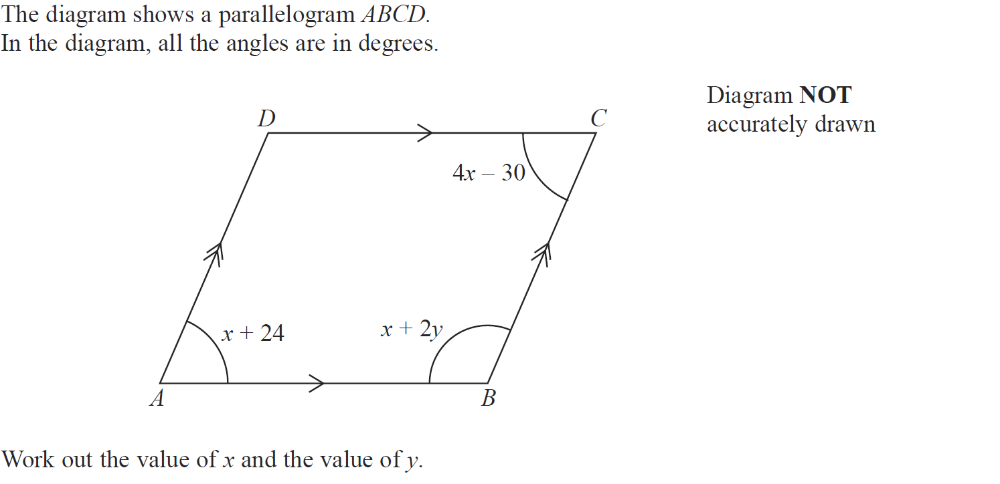 The diagram shows a parallelogram ABCD.
In the diagram, all the angles are in degrees.
Diagram NOT
accurately drawn
D
C
4x – 30
x + 24
x + 2y
A
B
Work out the value of x and the value of y.